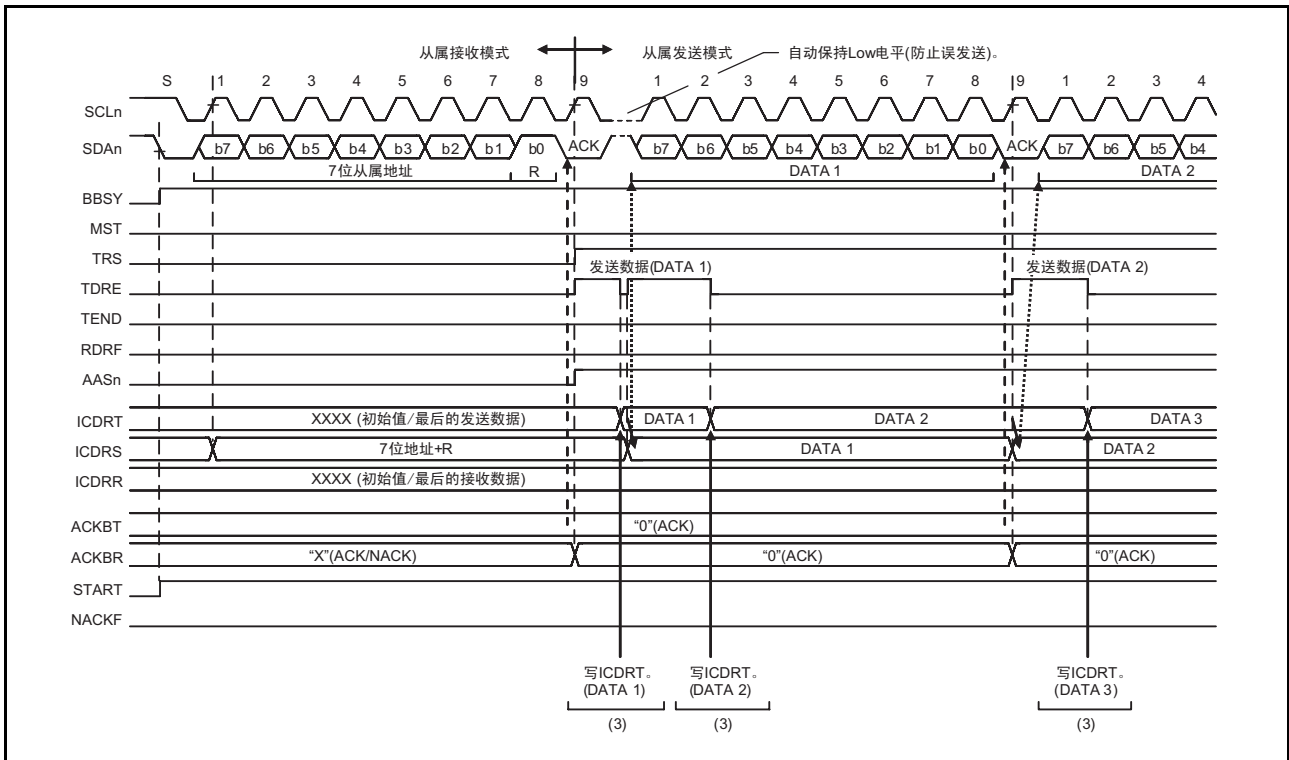 从属接收模式 从属发送模式 自动保持Low电平(防止误发送)。
S 1 2 3 4 5 6 7 8 9 1 2 3 4 5 6 7 8 9 1 2 3 4
SCLn
SDAn b7 b6 b5 b4 b3 b2 b1 b0 ACK b7 b6 b5 b4 b3 b2 b1 b0 ACK b7 b6 b5 b4
7位从属地址 R DATA 1 DATA 2
BBSY
MST
TRS
发送数据(DATA 1) 发送数据(DATA 2)
TDRE
TEND
RDRF
AASn
ICDRT XXXX (初始值/最后的发送数据) DATA 1 DATA 2 DATA 3
ICDRS 7位地址+R DATA 1 DATA 2
ICDRR XXXX (初始值/最后的接收数据)
ACKBT “0”(ACK)
ACKBR “X”(ACK/NACK) “0”(ACK) “0”(ACK)
START
NACKF
写ICDRT。 写ICDRT。 写ICDRT。
(DATA 1) (DATA 2) (DATA 3)
(3) (3) (3)